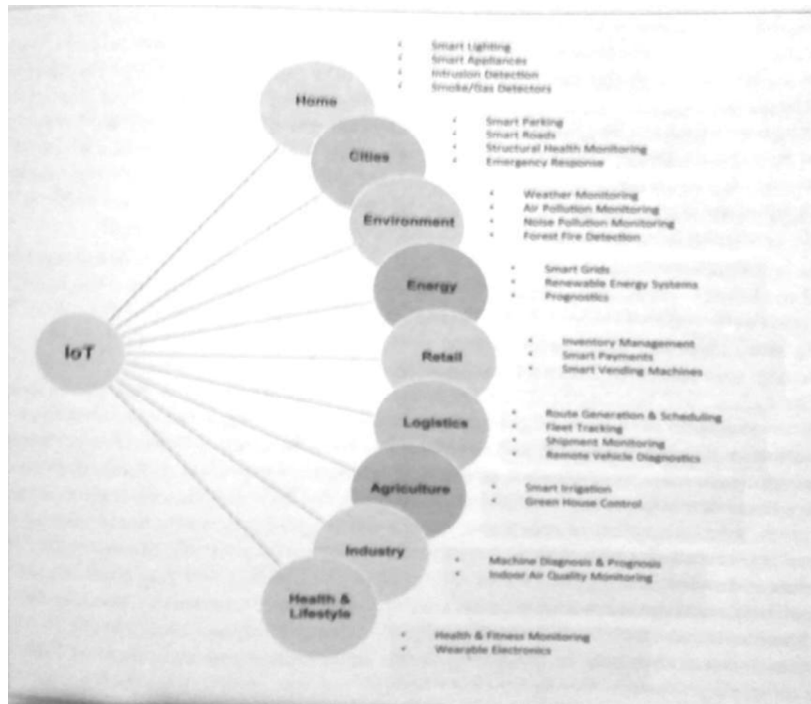 IoT
Home
Smart Lighting
Smart Appliances
Intrusion Detection
Smoke/Gas Detectors
Cities
Smart Parking
Smart Roads
Structural Health Monitoring
Emergency Response
Environment
Weather Monitoring
Air Pollution Monitoring
Noise Pollution Monitoring
Forest Fire Detection
Energy
Smart Grids
Renewable Energy Systems
Prognostics
Retail
Inventory Management
Smart Payments
Smart Vending Machines
Logistics
Route Generation & Scheduling
Fleet Tracking
Shipment Monitoring
Remote Vehicle Diagnostics
Agriculture
Smart Irrigation
Green House Control
Industry
Machine Diagnosis & Prognosis
Indoor Air Quality Monitoring
Health &
Lifestyle
Health & Fitness Monitoring
Wearable Electronics